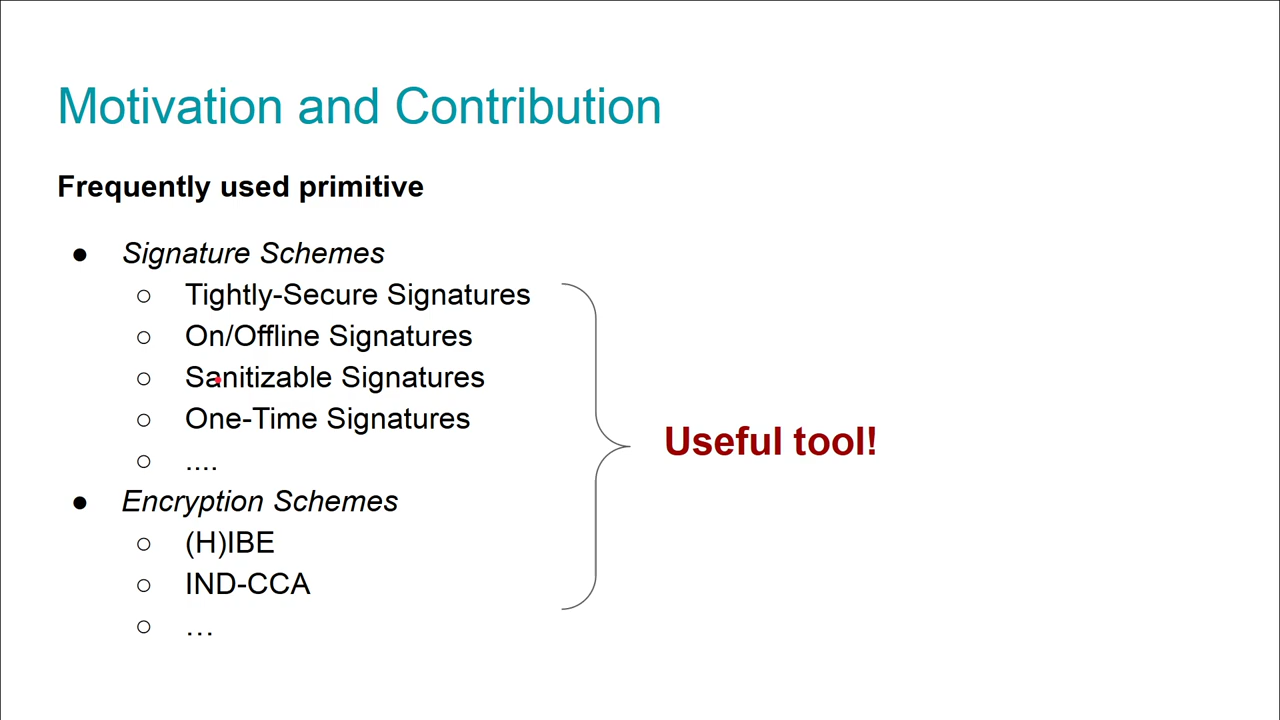 Motivation and Contribution
Frequently used primitive
● Signature Schemes
○ Tightly-Secure Signatures
○ On/Offline Signatures
○ Sanitizable Signatures
○ One-Time Signatures
○ ....
Useful tool!
● Encryption Schemes
○ (H)IBE
○ IND-CCA
○ …